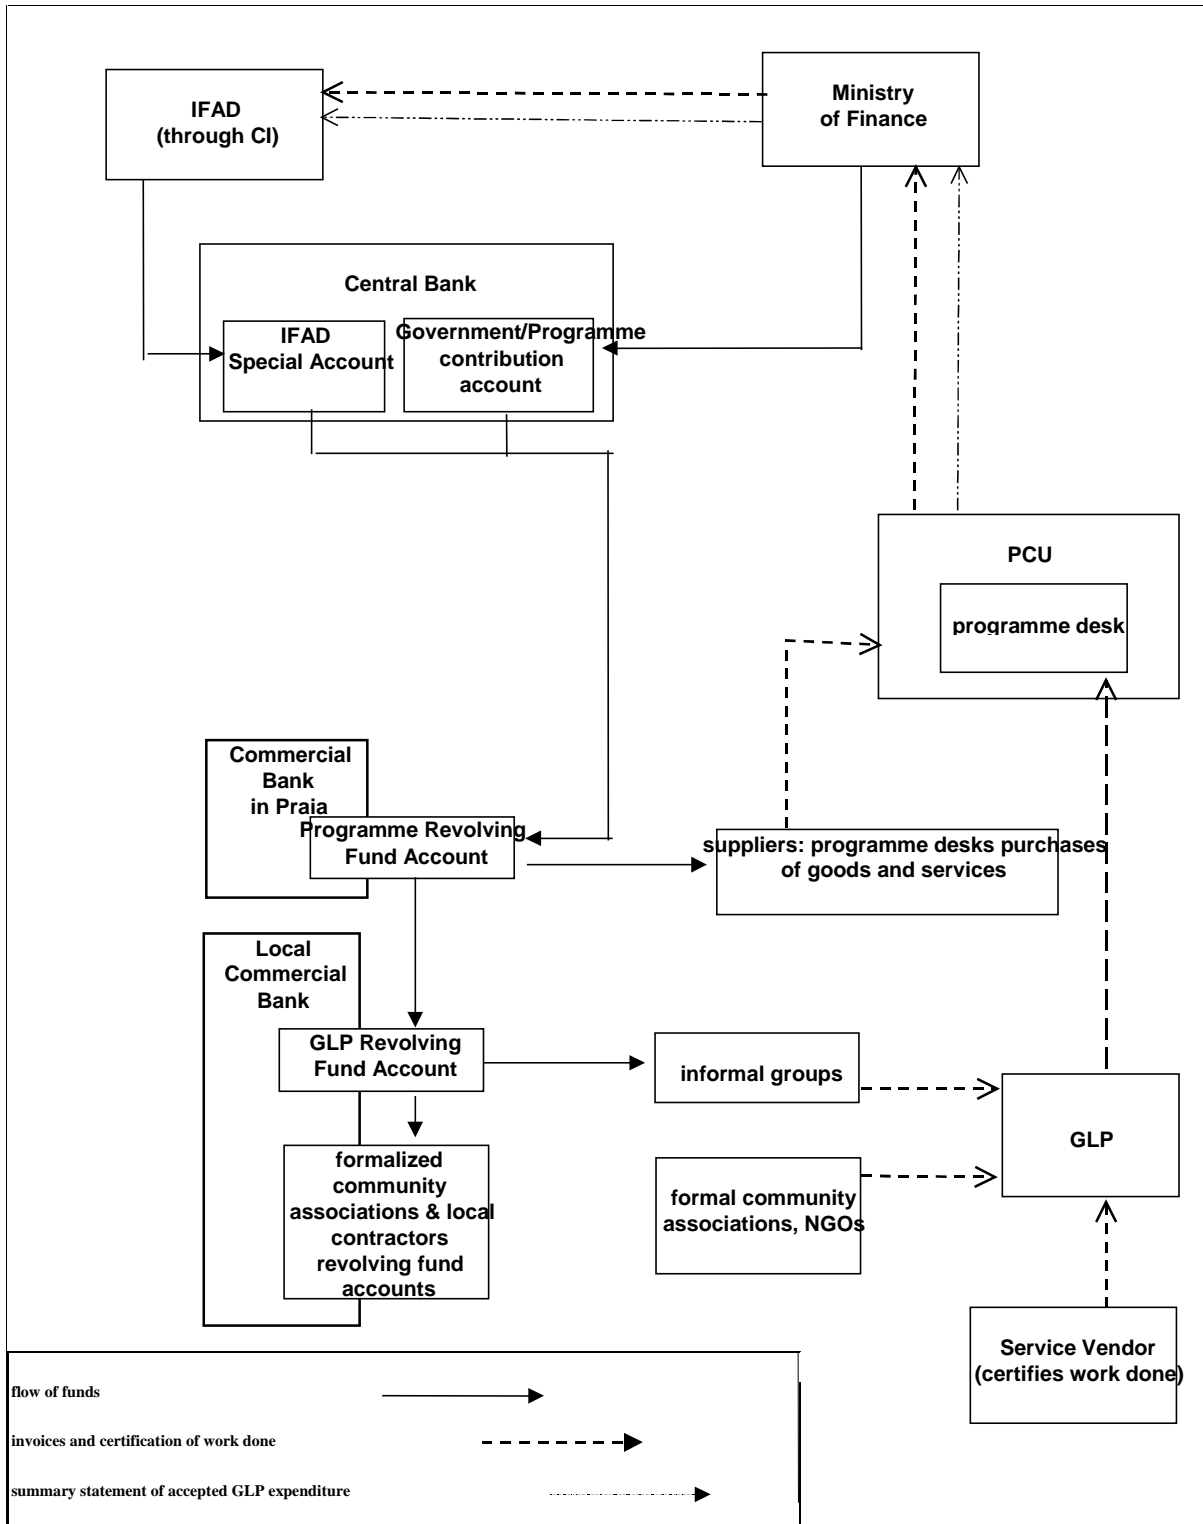 IFAD
(through CI)
Ministry
of Finance
Central Bank
IFAD
Special Account
Government/Programme
contribution
account
PCU
programme desk
Commercial
Bank
in Praia
Programme Revolving
Fund Account
suppliers: programme desks purchases
of goods and services
Local
Commercial
Bank
GLP Revolving
Fund Account
informal groups
GLP
formalized
community
associations & local
contractors
revolving fund
accounts
formal community
associations, NGOs
Service Vendor
(certifies work done)
flow of funds
invoices and certification of work done
summary statement of accepted GLP expenditure